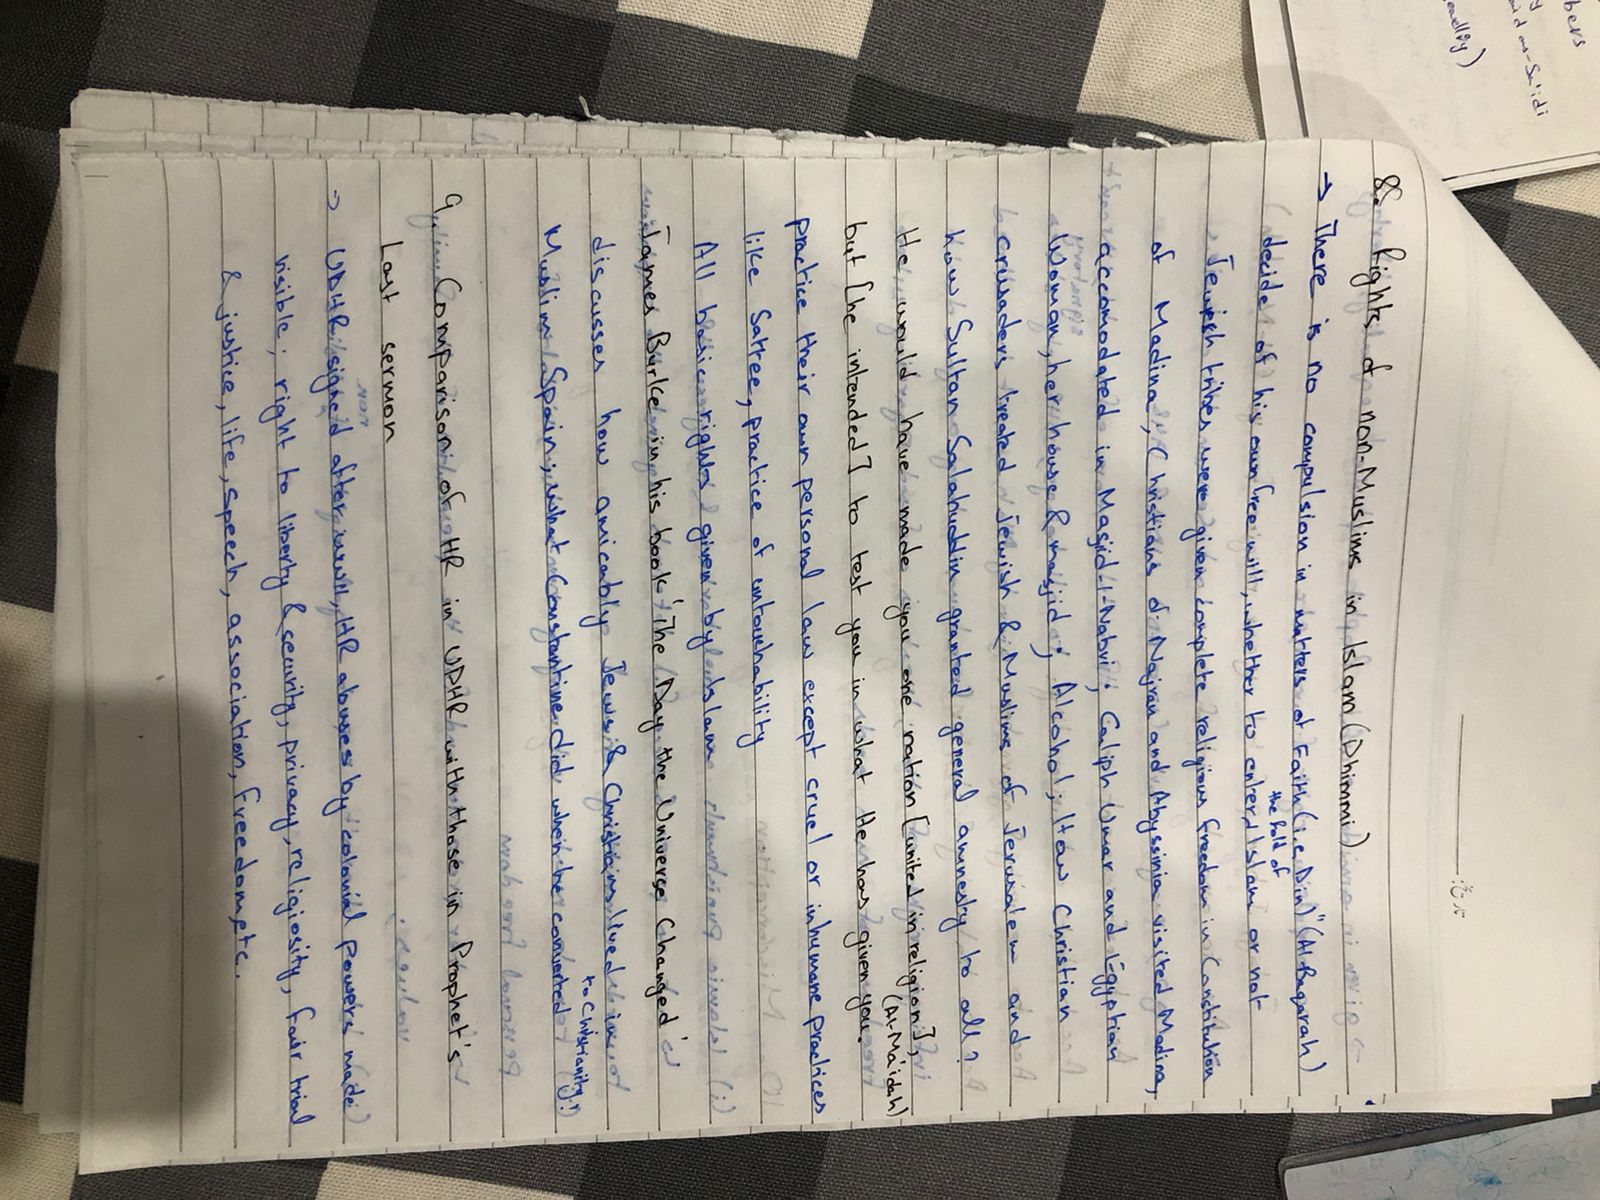 8. Rights of non-Muslims in Islam (Dhimmi)
→ There is no compulsion in matters of Faith (i.e. Din)" (Al-Baqarah)
decide of his own free will, whether to enter the fold of Islam or not
Jewish tribes were given complete religious freedom in Constitution
of Madina, Christians of Najran and Abyssinia visited Madina,
accomodated in Masjid-i-Nabvi; Caliph Umar and Egyptian
Woman, her house & masjid; Alcohol; How Christian
crusaders treated Jewish & Muslims of Jerusalem and
how Sultan Salahuddin granted general amnesty to all?
He would have made you one nation [united in religion],
but [he intended] to test you in what He has given you. (Al-Ma'idah)
practice their own personal law except cruel or inhumane practices
like Sattee, practice of untouchability
All basic rights given by Islam
James Burke in his book 'The Day the Universe Changed'
discusses how amicably Jews & Christians lived in
Muslim Spain; what Constantine did when he converted to Christianity
9. Comparison of HR in UDHR with those in Prophet's
Last sermon
→ UDHR signed after WWII, HR abuses by colonial powers made
visible; right to liberty & security, privacy, religiosity, fair trial
& justice, life, speech, association, freedom, etc.
bers
y
as-Sa'idi